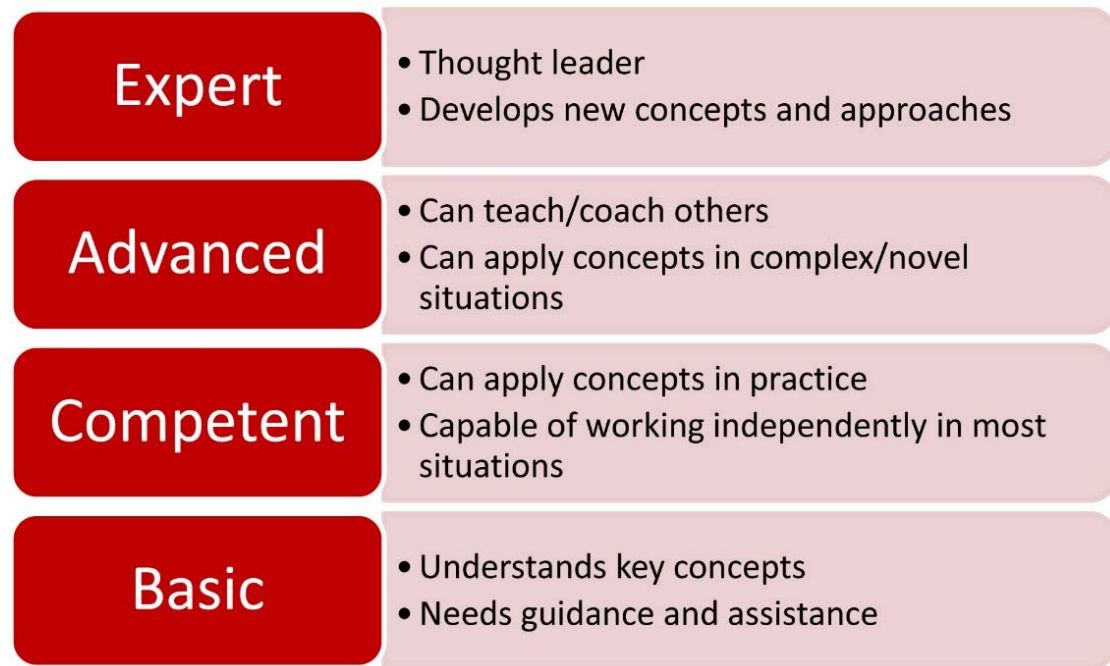 Expert
• Thought leader
• Develops new concepts and approaches
Advanced
• Can teach/coach others
• Can apply concepts in complex/novel
situations
Competent
• Can apply concepts in practice
• Capable of working independently in most
situations
Basic
• Understands key concepts
• Needs guidance and assistance